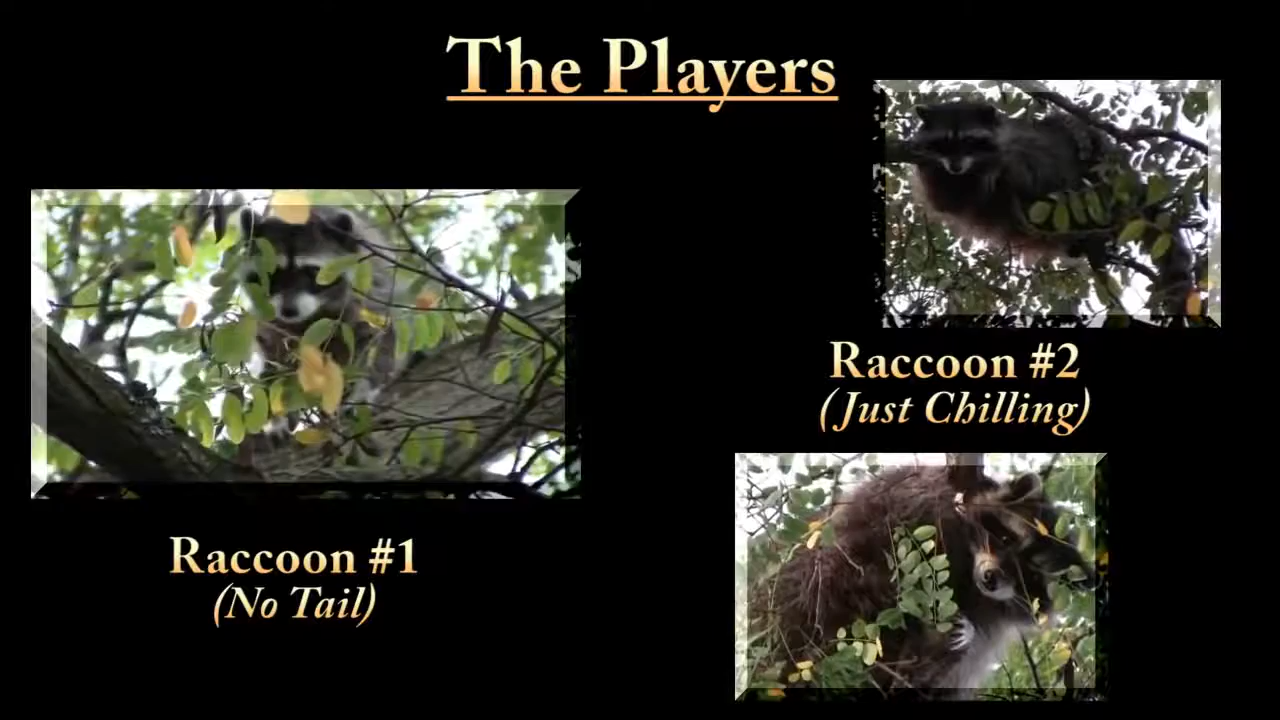 The Players
Raccoon #2
(Just Chilling)
Raccoon #1
(No Tail)